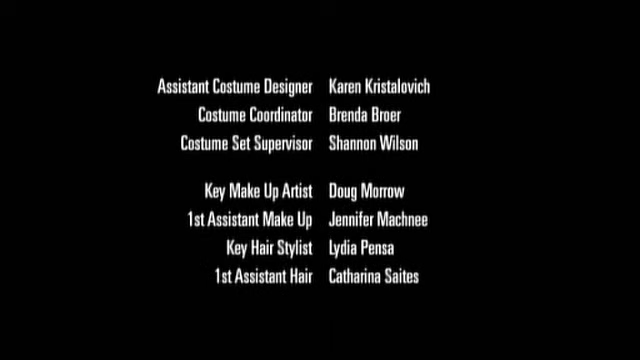 Assistant Costume Designer Karen Kristalovich
Costume Coordinator Brenda Broer
Costume Set Supervisor Shannon Wilson
Key Make Up Artist Doug Morrow
1st Assistant Make Up Jennifer Machnee
Key Hair Stylist Lydia Pensa
1st Assistant Hair Catharina Saites